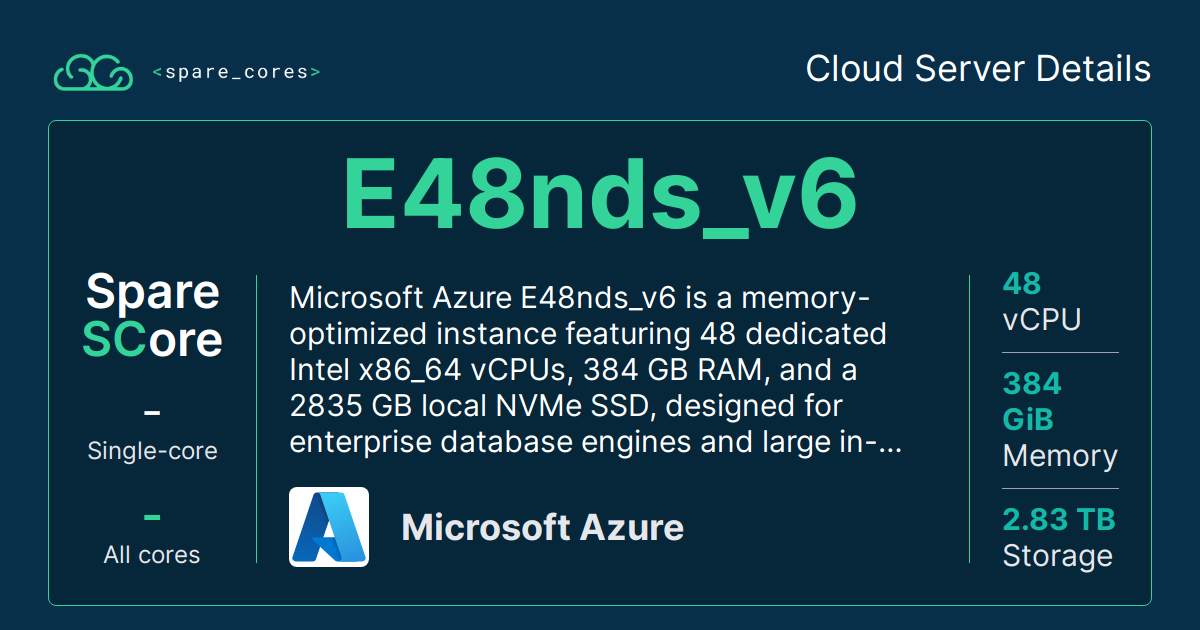 <spare_cores>
Cloud Server Details
E48nds_v6
Spare
SCore
-
Single-core
-
All cores
Microsoft Azure E48nds_v6 is a memory-
optimized instance featuring 48 dedicated
Intel x86_64 vCPUs, 384 GB RAM, and a
2835 GB local NVMe SSD, designed for
enterprise database engines and large in-...
Microsoft Azure
48
vCPU
384
GiB
Memory
2.83 TB
Storage